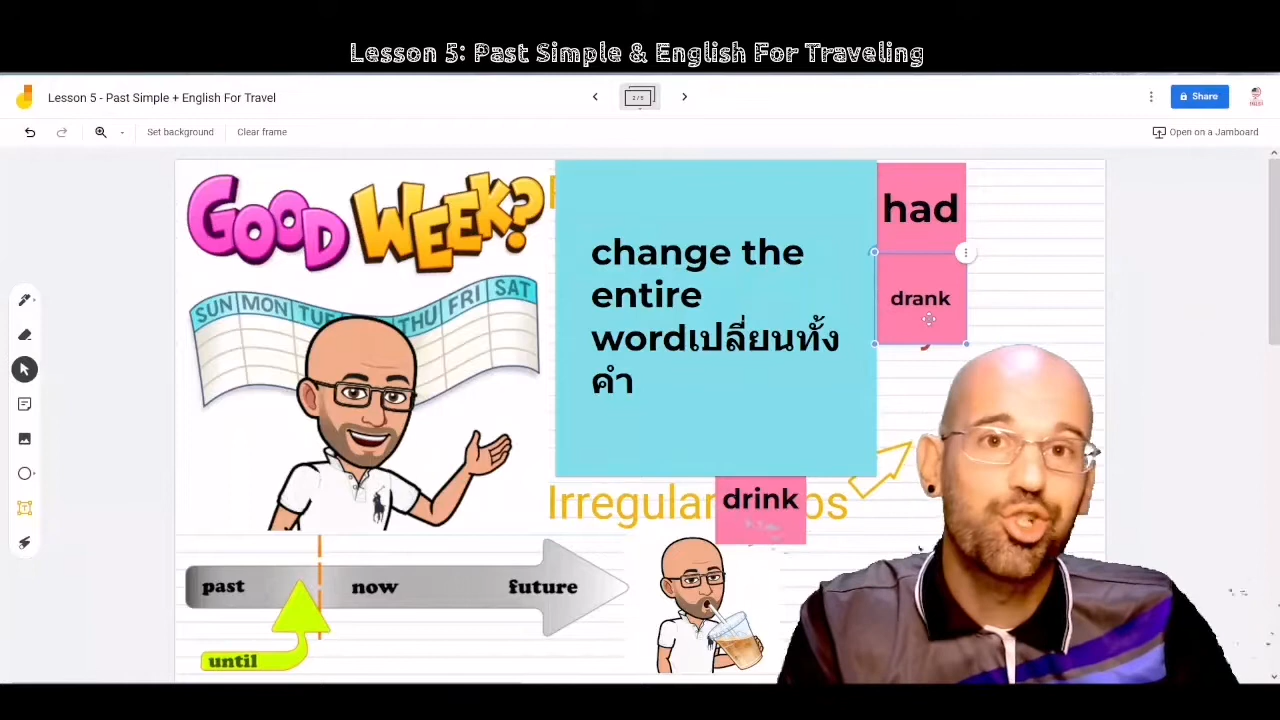 Lesson 5: Past Simple & English For Traveling
Lesson 5 - Past Simple + English For Travel
2 / 5
Share
Set background
Clear frame
Open on a Jamboard
GOOD WEEK?
SUN MON TUE THU FRI SAT
change the
entire
wordเปลี่ยนทั้ง
คำ
had
drank
Irregular
drink
past
now
future
until